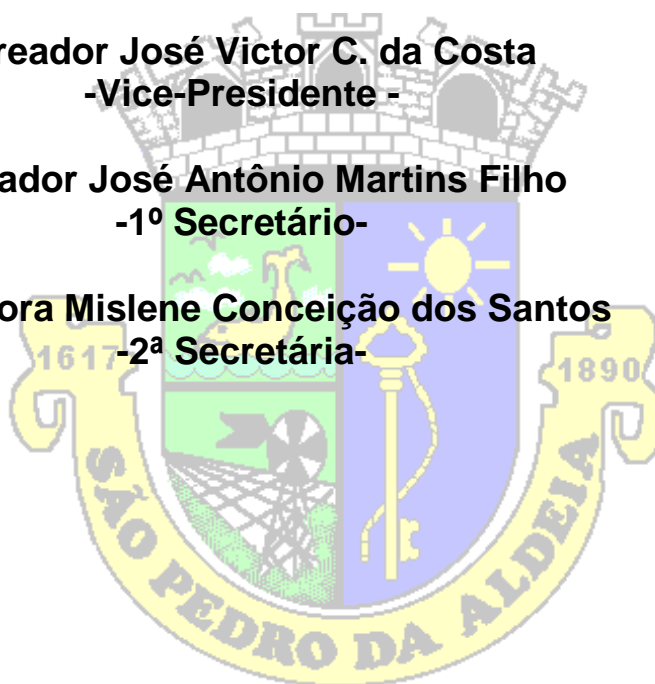 reador José Victor C. da Costa
-Vice-Presidente -
ador José Antônio Martins Filho
-1º Secretário-
ora Mislene Conceição dos Santos
-2ª Secretária-
1617
1890
SÃO PEDRO DA ALDEIA